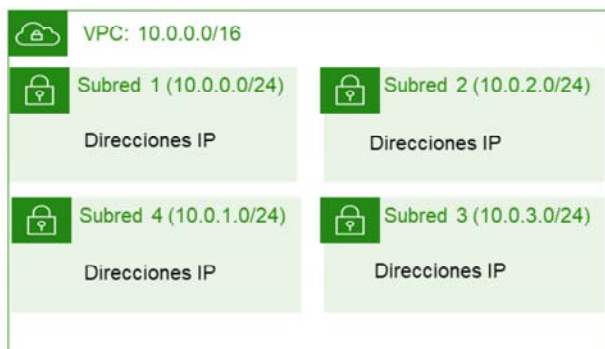 VPC: 10.0.0.0/16
Subred 1 (10.0.0.0/24)
Direcciones IP
Subred 2 (10.0.2.0/24)
Direcciones IP
Subred 4 (10.0.1.0/24)
Direcciones IP
Subred 3 (10.0.3.0/24)
Direcciones IP